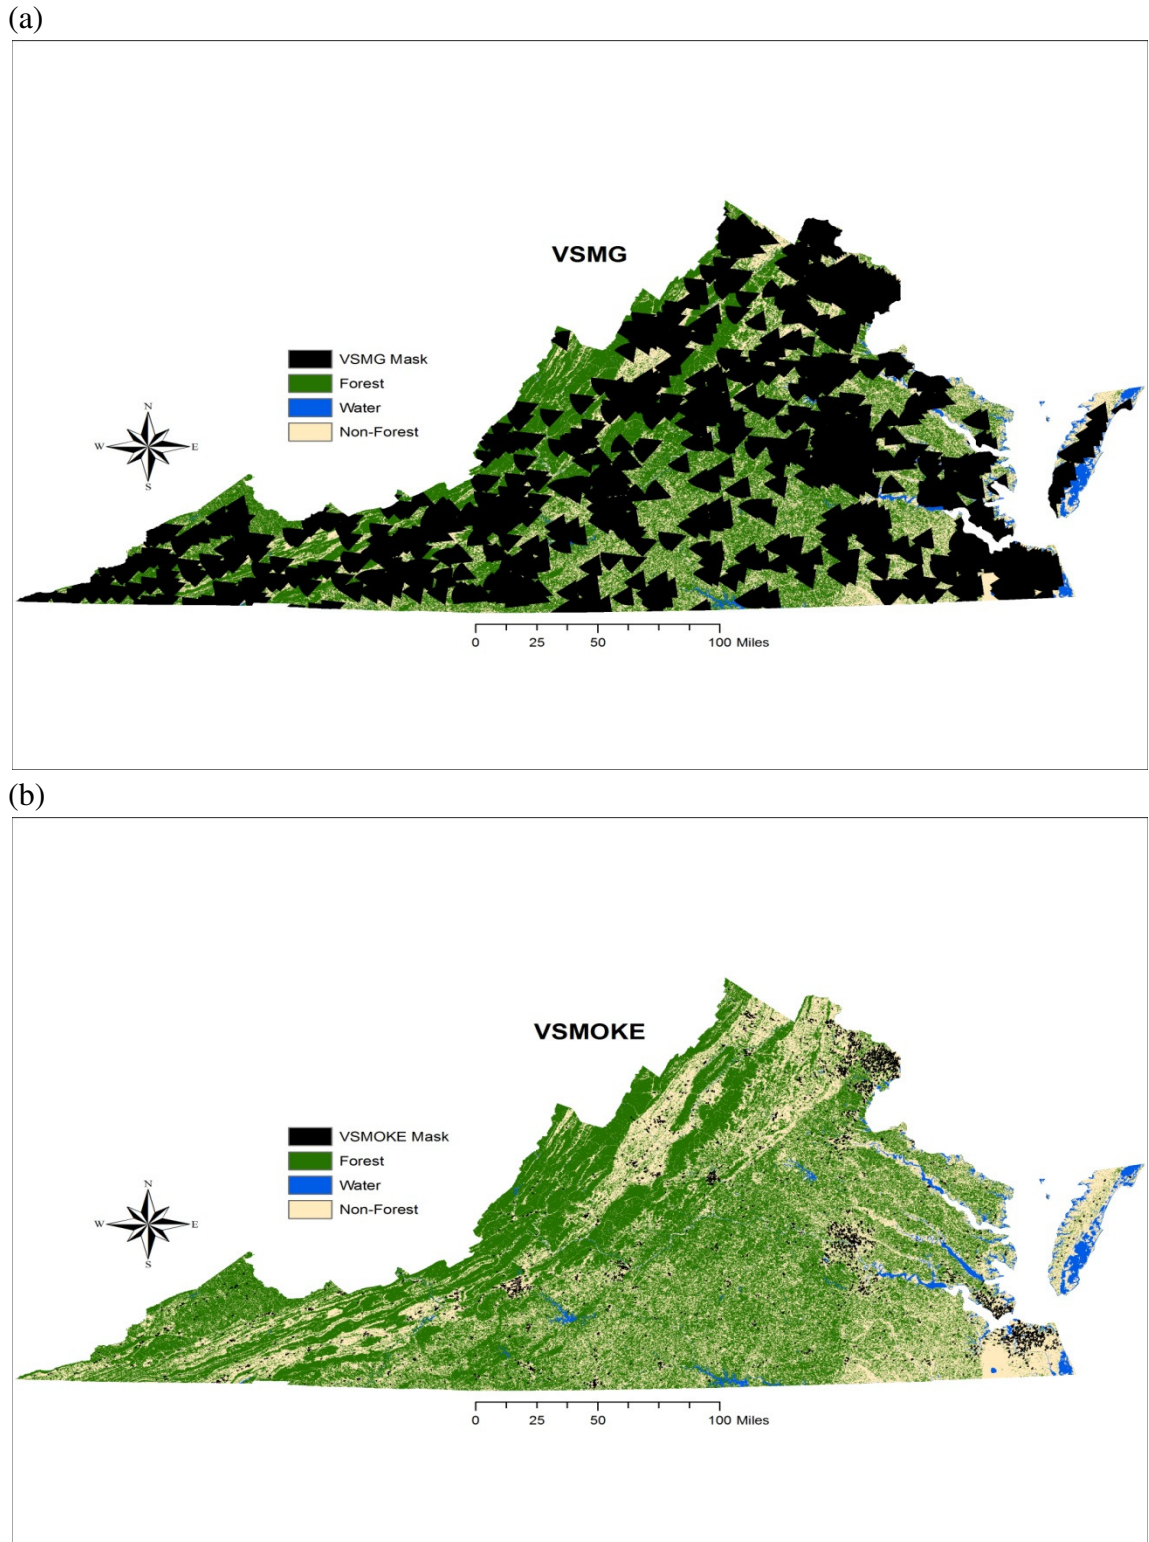 (a)
VSMG
VSMG Mask
Forest
Water
Non-Forest
N
W E
S
0 25 50 100 Miles
(b)
VSMOKE
VSMOKE Mask
Forest
Water
Non-Forest
N
W E
S
0 25 50 100 Miles